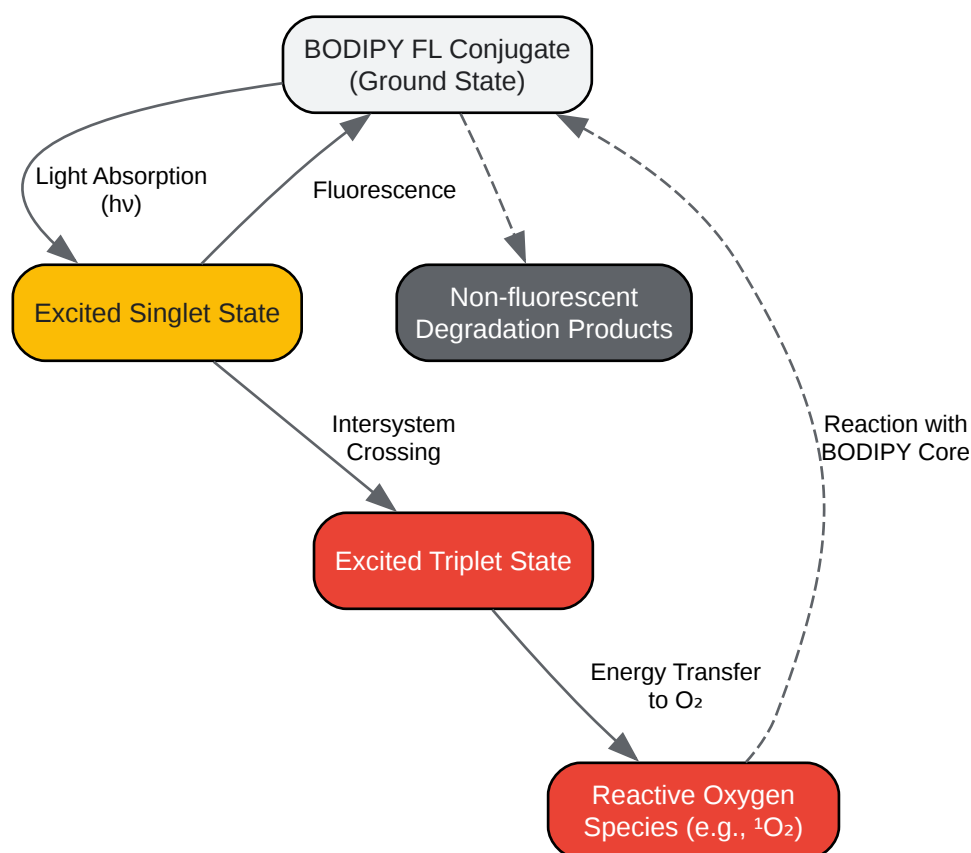 BODIPY FL Conjugate
(Ground State)
Light Absorption
(hν)
Fluorescence
Excited Singlet State
Non-fluorescent
Degradation Products
Intersystem
Crossing
Reaction with
BODIPY Core
Excited Triplet State
Energy Transfer
to O₂
Reactive Oxygen
Species (e.g., ¹O₂)